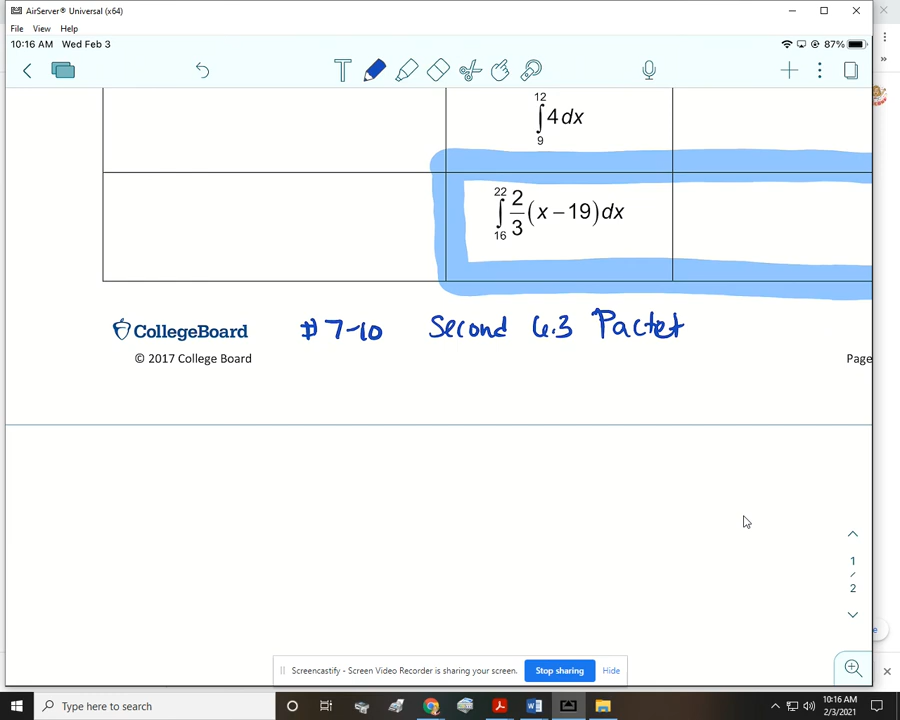 AirServer® Universal (x64)
File View Help
10:16 AM Wed Feb 3
87%
12
∫ 4 dx
9
22
∫ 2/3 (x – 19) dx
16
CollegeBoard
#7-10 Second 6.3 Packet
© 2017 College Board
Page
1
/
2
Screencastify - Screen Video Recorder is sharing your screen. Stop sharing Hide
Type here to search
10:16 AM
2/3/2021